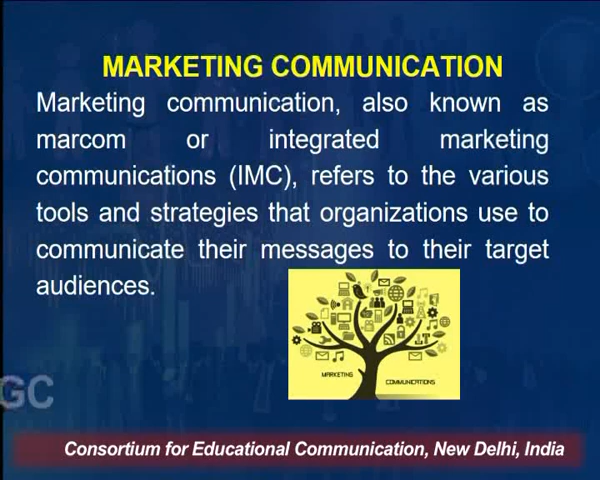 MARKETING COMMUNICATION
Marketing communication, also known as
marcom or integrated marketing
communications (IMC), refers to the various
tools and strategies that organizations use to
communicate their messages to their target
audiences.
MARKETING
COMMUNICATIONS
GC
Consortium for Educational Communication, New Delhi, India